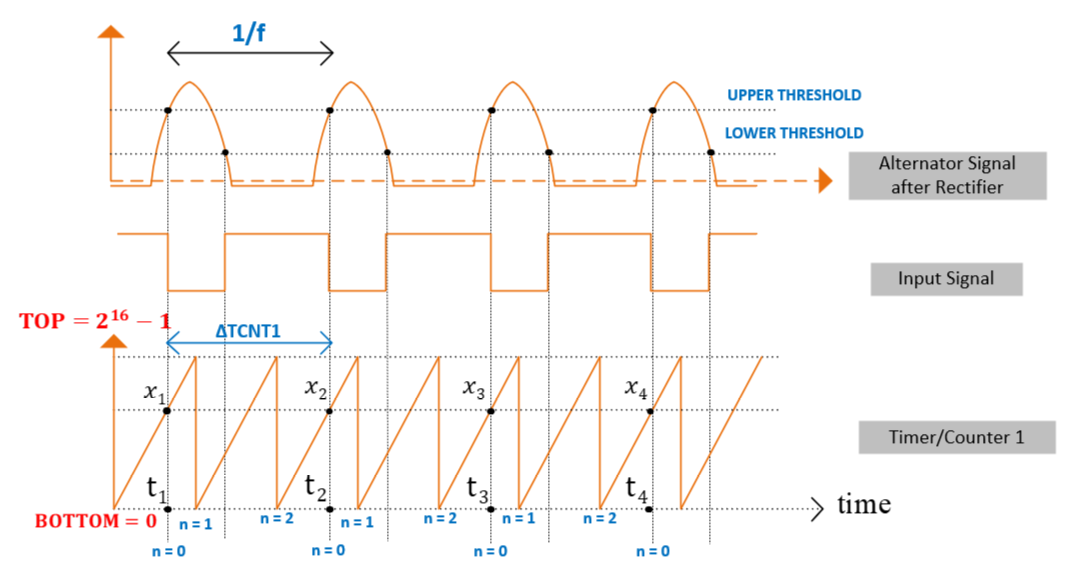 1/f
UPPER THRESHOLD
LOWER THRESHOLD
Alternator Signal
after Rectifier
Input Signal
TOP = 2¹⁶ − 1
ΔTCNT1
x₁ x₂ x₃ x₄
Timer/Counter 1
t₁ t₂ t₃ t₄
time
BOTTOM = 0 n = 1 n = 2 n = 1 n = 2 n = 1 n = 2
n = 0 n = 0 n = 0 n = 0